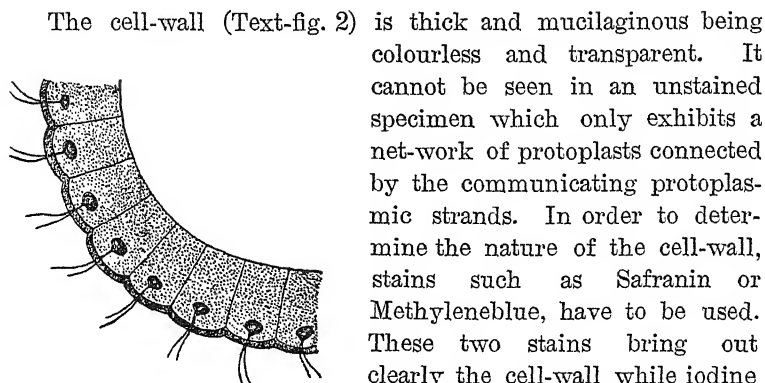 The cell-wall (Text-fig. 2) is thick and mucilaginous being
colourless and transparent. It
cannot be seen in an unstained
specimen which only exhibits a
net-work of protoplasts connected
by the communicating protoplas-
mic strands. In order to deter-
mine the nature of the cell-wall,
stains such as Safranin or
Methyleneblue, have to be used.
These two stains bring out
clearly the cell-wall while iodine